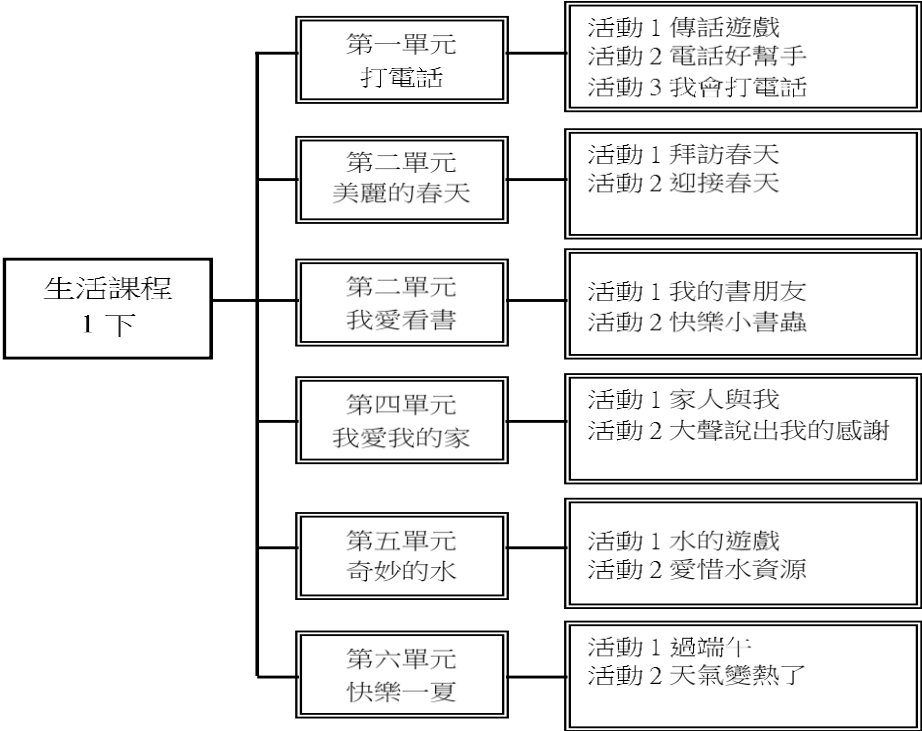 生活課程
1 下
第一單元
打電話
活動 1 傳話遊戲
活動 2 電話好幫手
活動 3 我會打電話
第二單元
美麗的春天
活動 1 拜訪春天
活動 2 迎接春天
第二單元
我愛看書
活動 1 我的書朋友
活動 2 快樂小書蟲
第四單元
我愛我的家
活動 1 家人與我
活動 2 大聲說出我的感謝
第五單元
奇妙的水
活動 1 水的遊戲
活動 2 愛惜水資源
第六單元
快樂一夏
活動 1 過端午
活動 2 天氣變熱了